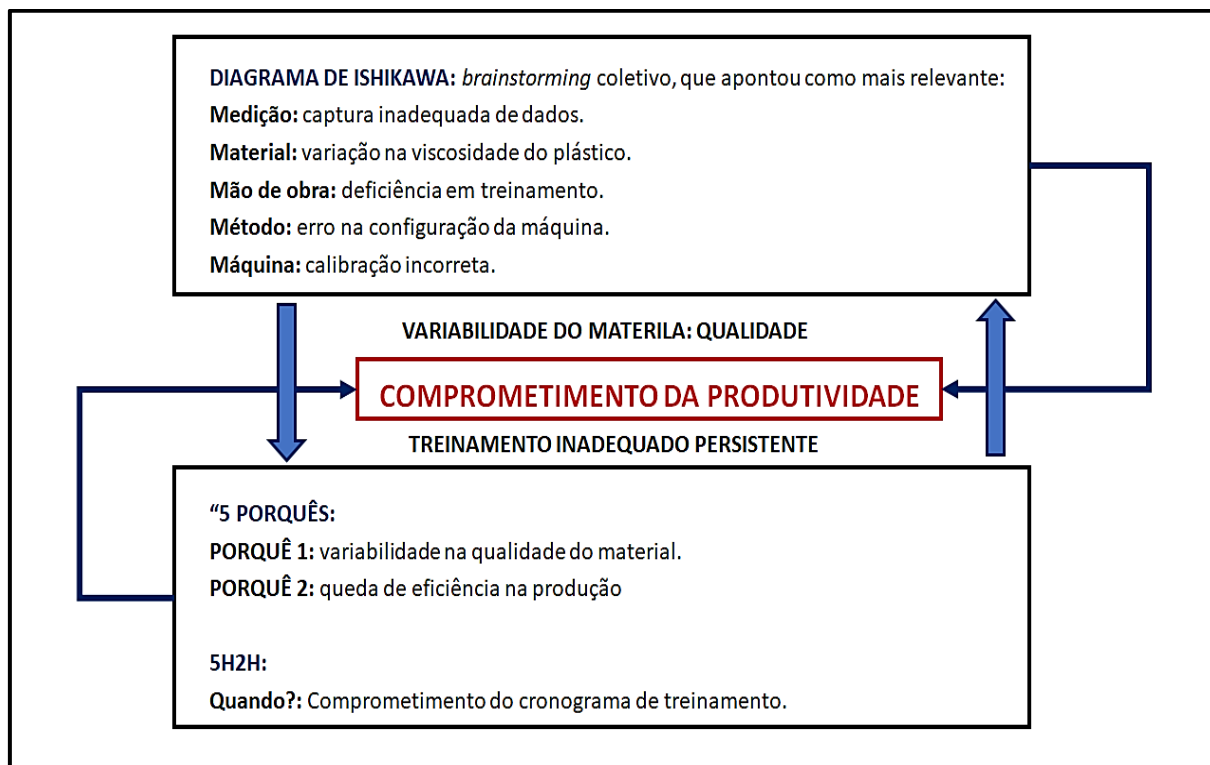 DIAGRAMA DE ISHIKAWA: brainstorming coletivo, que apontou como mais relevante:
Medição: captura inadequada de dados.
Material: variação na viscosidade do plástico.
Mão de obra: deficiência em treinamento.
Método: erro na configuração da máquina.
Máquina: calibração incorreta.
VARIABILIDADE DO MATERILA: QUALIDADE
COMPROMETIMENTO DA PRODUTIVIDADE
TREINAMENTO INADEQUADO PERSISTENTE
“5 PORQUÊS:
PORQUÊ 1: variabilidade na qualidade do material.
PORQUÊ 2: queda de eficiência na produção
5H2H:
Quando?: Comprometimento do cronograma de treinamento.